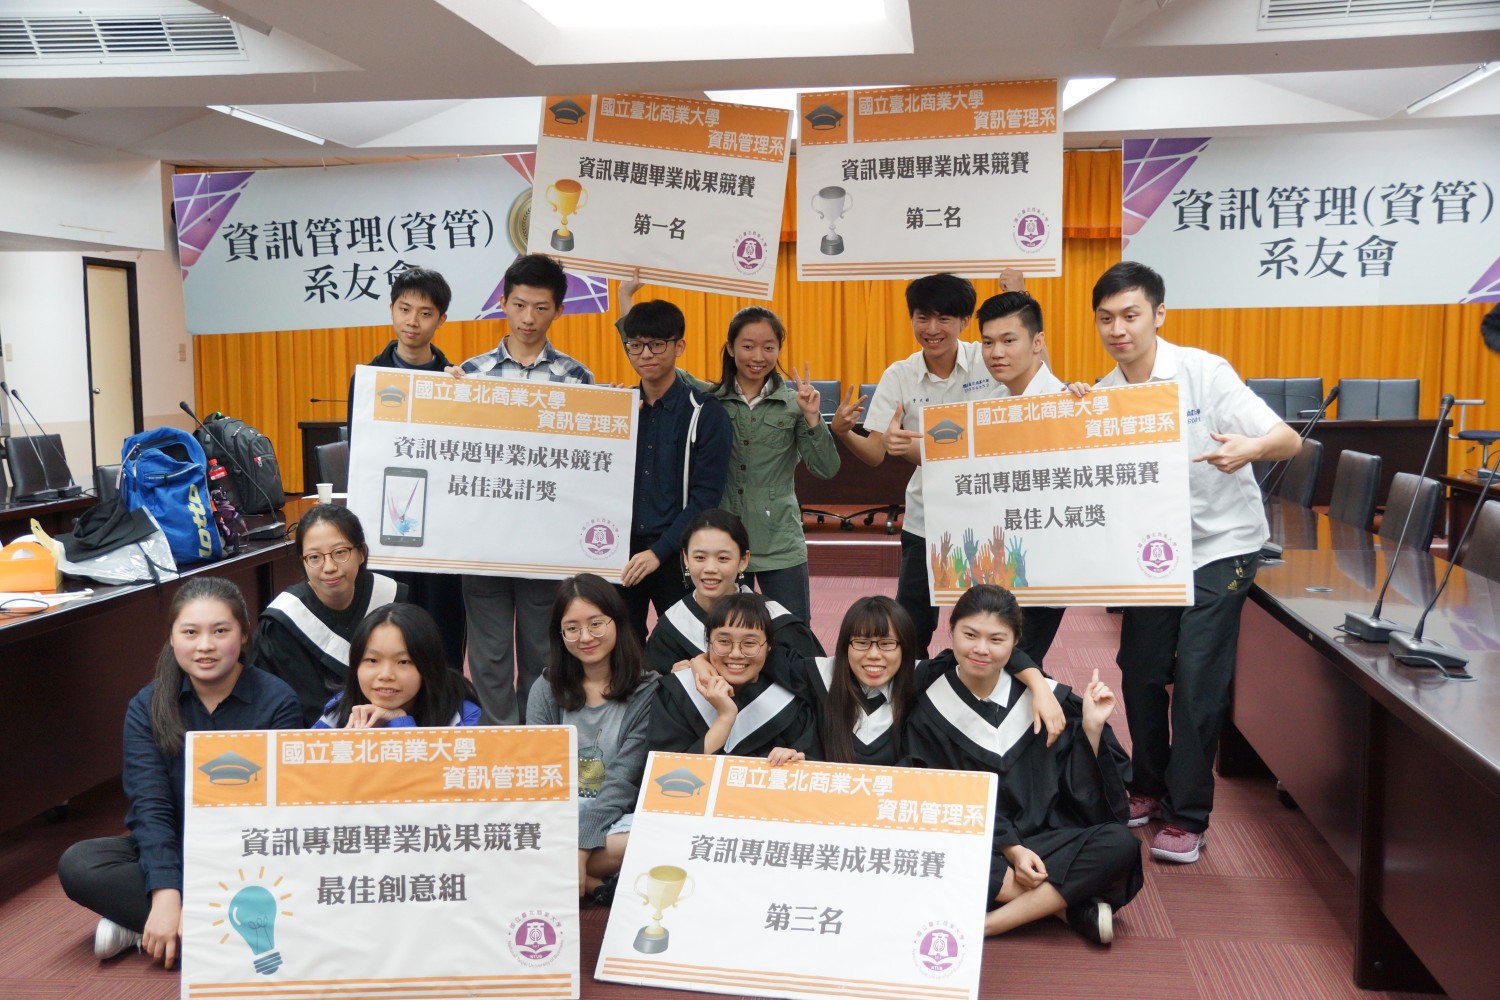 國立臺北商業大學
資訊管理系
資訊專題畢業成果競賽
第一名
國立臺北商業大學
資訊管理系
資訊專題畢業成果競賽
第二名
資訊管理(資管)
系友會
資訊管理(資管)
系友會
國立臺北商業大學
資訊管理系
資訊專題畢業成果競賽
最佳設計獎
國立臺北商業大學
資訊管理系
資訊專題畢業成果競賽
最佳人氣獎
lotto
國立臺北商業大學
資訊管理系
資訊專題畢業成果競賽
最佳創意組
國立臺北商業大學
資訊管理系
資訊專題畢業成果競賽
第三名